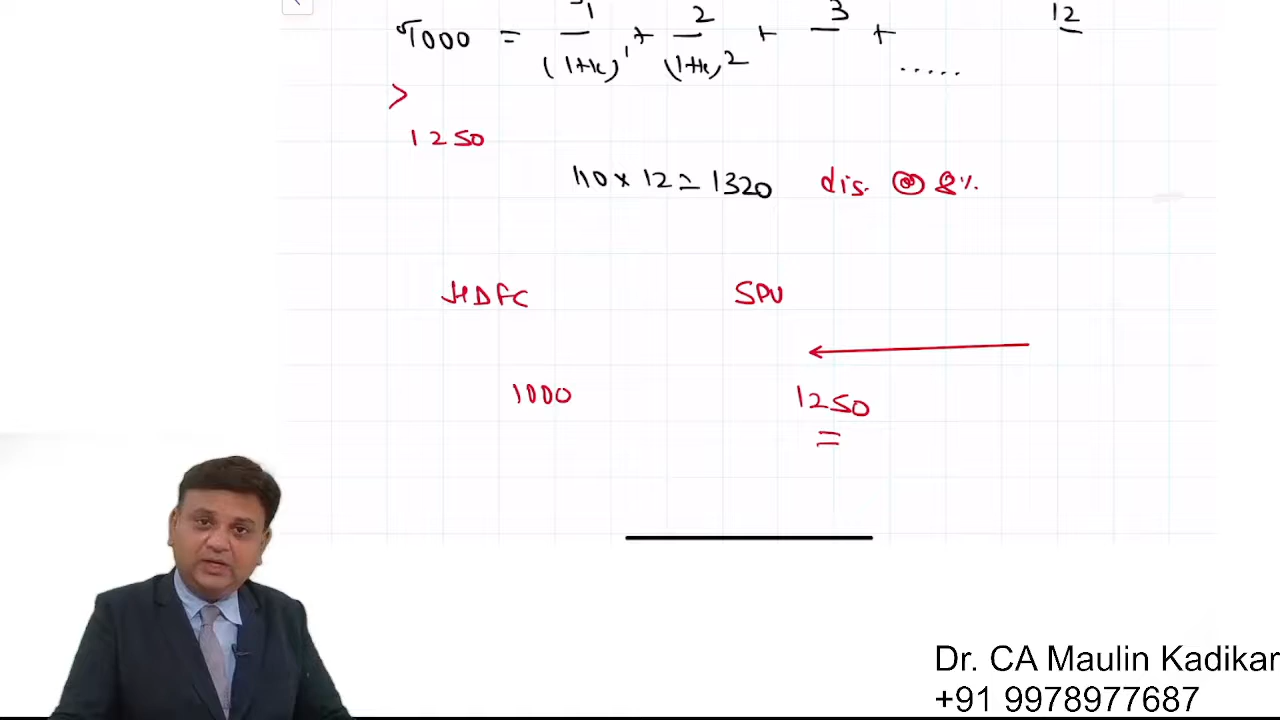 1 2 3 12
1000 = — + — + — + —
(1+k)¹ (1+k)² .....
>
1250
110 x 12 = 1320 dis. @ 8%
HDFC SPV
1000 1250
=
Dr. CA Maulin Kadikar
+91 9978977687